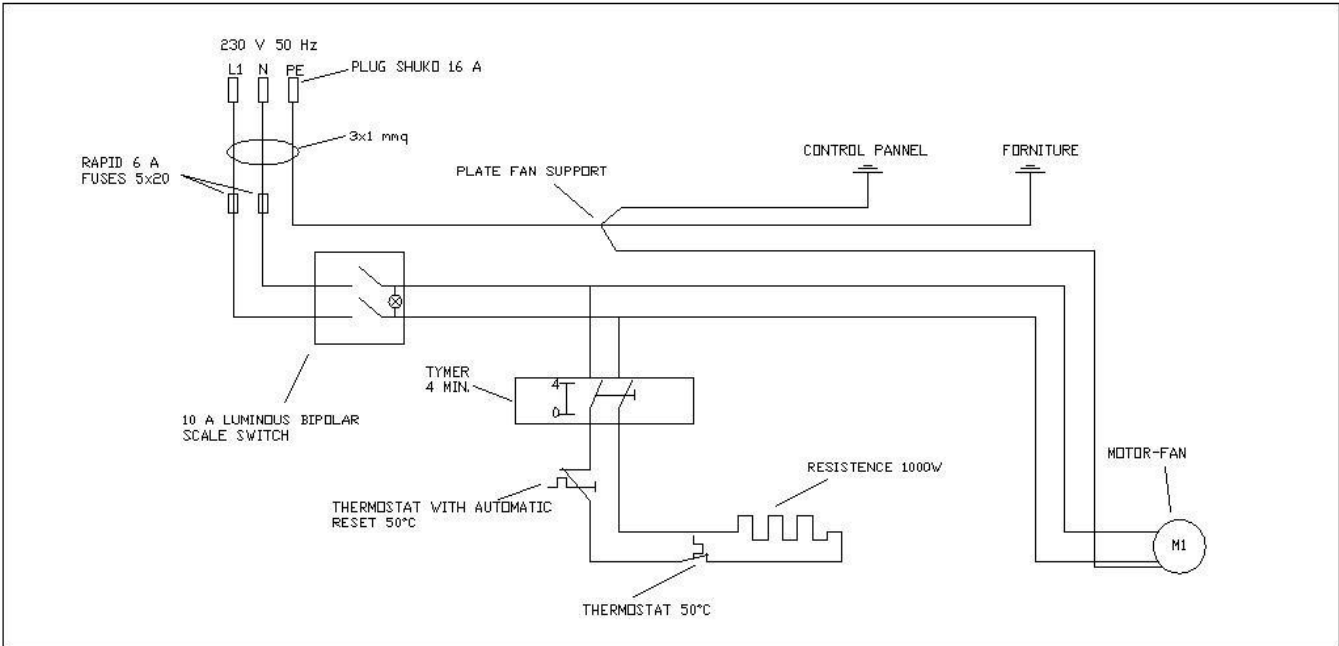 230 V 50 Hz
L1 N PE
PLUG SHUKO 16 A
3x1 mmq
RAPID 6 A
FUSES 5x20
PLATE FAN SUPPORT
CONTROL PANNEL
FORNITURE
10 A LUMINOUS BIPOLAR
SCALE SWITCH
TYMER
4 MIN.
4
0
THERMOSTAT WITH AUTOMATIC
RESET 50°C
RESISTENCE 1000W
THERMOSTAT 50°C
MOTOR-FAN
M1